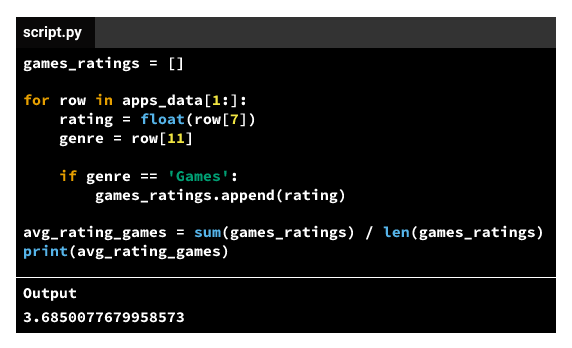 script.py
games_ratings = []
for row in apps_data[1:]:
    rating = float(row[7])
    genre = row[11]
    if genre == 'Games':
        games_ratings.append(rating)
avg_rating_games = sum(games_ratings) / len(games_ratings)
print(avg_rating_games)
Output
3.6850077679958573